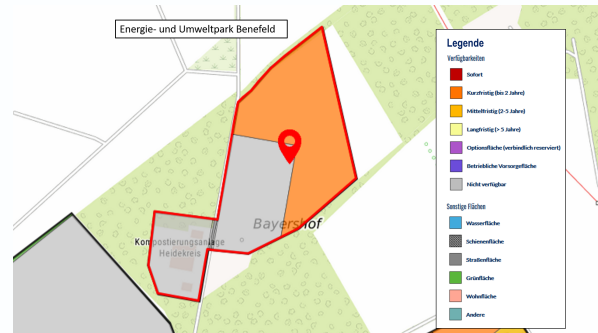 Energie- und Umweltpark Benefeld
Bayershof
Kompostierungsanlage
Heidekreis
Legende
Verfügbarkeiten
Sofort
Kurzfristig (bis 2 Jahre)
Mittelfristig (2-5 Jahre)
Langfristig (> 5 Jahre)
Optionsfläche (verbindlich reserviert)
Betriebliche Vorsorgefläche
Nicht verfügbar
Sonstige Flächen
Wasserfläche
Schienenfläche
Straßenfläche
Grünfläche
Wohnfläche
Andere